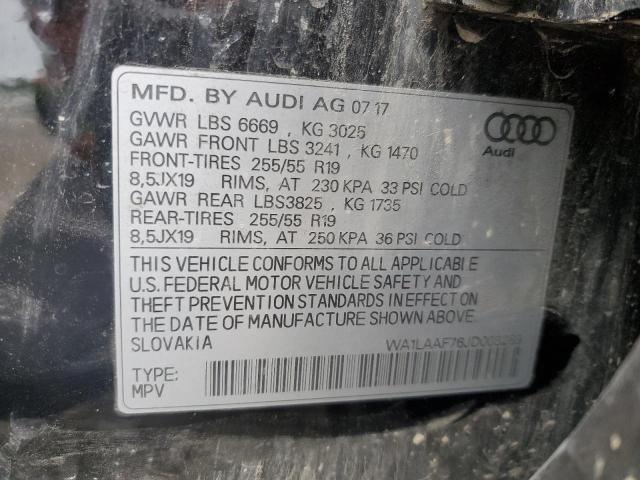 MFD. BY AUDI AG 07 17
GVWR LBS 6669 , KG 3025
GAWR FRONT LBS 3241 , KG 1470
FRONT-TIRES 255/55 R19
8,5JX19 RIMS, AT 230 KPA 33 PSI COLD
GAWR REAR LBS3825 , KG 1735
REAR-TIRES 255/55 R19
8,5JX19 RIMS, AT 250 KPA 36 PSI COLD
Audi
THIS VEHICLE CONFORMS TO ALL APPLICABLE
U.S. FEDERAL MOTOR VEHICLE SAFETY AND
THEFT PREVENTION STANDARDS IN EFFECT ON
THE DATE OF MANUFACTURE SHOWN ABOVE.
SLOVAKIA
TYPE:
MPV